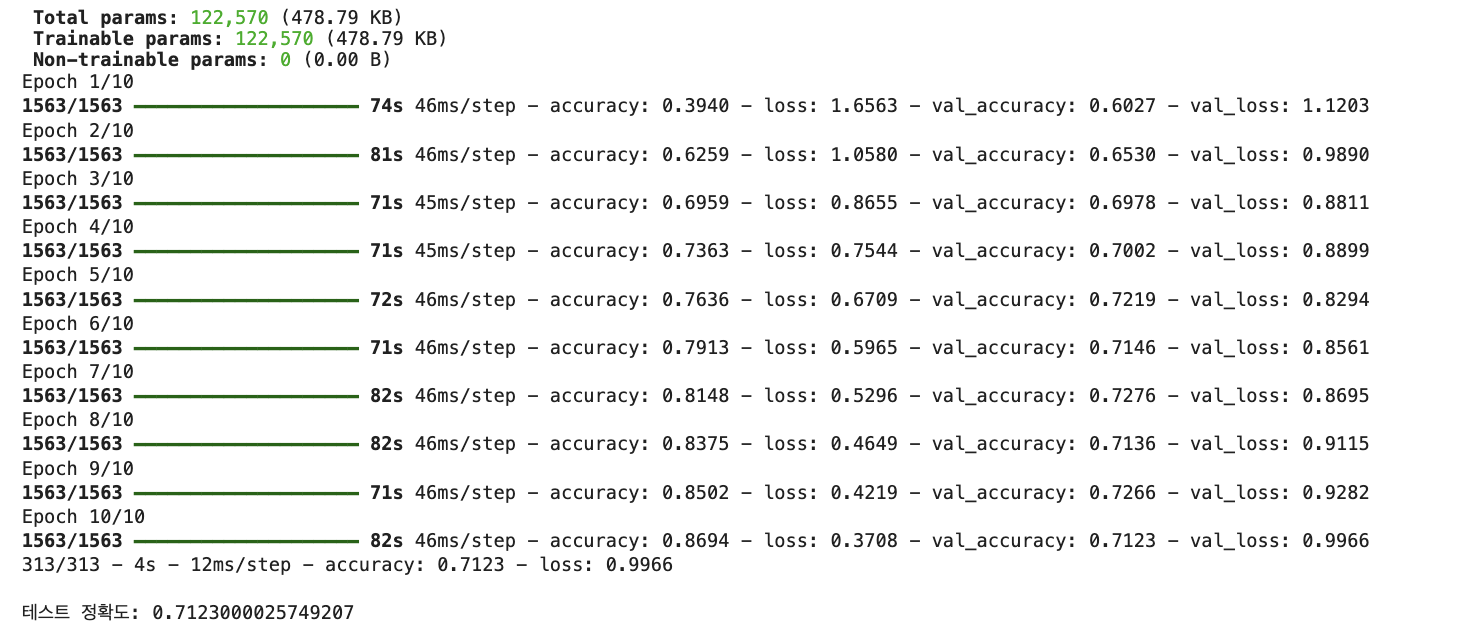 Total params: 122,570 (478.79 KB)
Trainable params: 122,570 (478.79 KB)
Non-trainable params: 0 (0.00 B)
Epoch 1/10
1563/1563 ━━━━━━━━━━━━━━━━━━━━ 74s 46ms/step - accuracy: 0.3940 - loss: 1.6563 - val_accuracy: 0.6027 - val_loss: 1.1203
Epoch 2/10
1563/1563 ━━━━━━━━━━━━━━━━━━━━ 81s 46ms/step - accuracy: 0.6259 - loss: 1.0580 - val_accuracy: 0.6530 - val_loss: 0.9890
Epoch 3/10
1563/1563 ━━━━━━━━━━━━━━━━━━━━ 71s 45ms/step - accuracy: 0.6959 - loss: 0.8655 - val_accuracy: 0.6978 - val_loss: 0.8811
Epoch 4/10
1563/1563 ━━━━━━━━━━━━━━━━━━━━ 71s 45ms/step - accuracy: 0.7363 - loss: 0.7544 - val_accuracy: 0.7002 - val_loss: 0.8899
Epoch 5/10
1563/1563 ━━━━━━━━━━━━━━━━━━━━ 72s 46ms/step - accuracy: 0.7636 - loss: 0.6709 - val_accuracy: 0.7219 - val_loss: 0.8294
Epoch 6/10
1563/1563 ━━━━━━━━━━━━━━━━━━━━ 71s 46ms/step - accuracy: 0.7913 - loss: 0.5965 - val_accuracy: 0.7146 - val_loss: 0.8561
Epoch 7/10
1563/1563 ━━━━━━━━━━━━━━━━━━━━ 82s 46ms/step - accuracy: 0.8148 - loss: 0.5296 - val_accuracy: 0.7276 - val_loss: 0.8695
Epoch 8/10
1563/1563 ━━━━━━━━━━━━━━━━━━━━ 82s 46ms/step - accuracy: 0.8375 - loss: 0.4649 - val_accuracy: 0.7136 - val_loss: 0.9115
Epoch 9/10
1563/1563 ━━━━━━━━━━━━━━━━━━━━ 71s 46ms/step - accuracy: 0.8502 - loss: 0.4219 - val_accuracy: 0.7266 - val_loss: 0.9282
Epoch 10/10
1563/1563 ━━━━━━━━━━━━━━━━━━━━ 82s 46ms/step - accuracy: 0.8694 - loss: 0.3708 - val_accuracy: 0.7123 - val_loss: 0.9966
313/313 - 4s - 12ms/step - accuracy: 0.7123 - loss: 0.9966
테스트 정확도: 0.7123000025749207